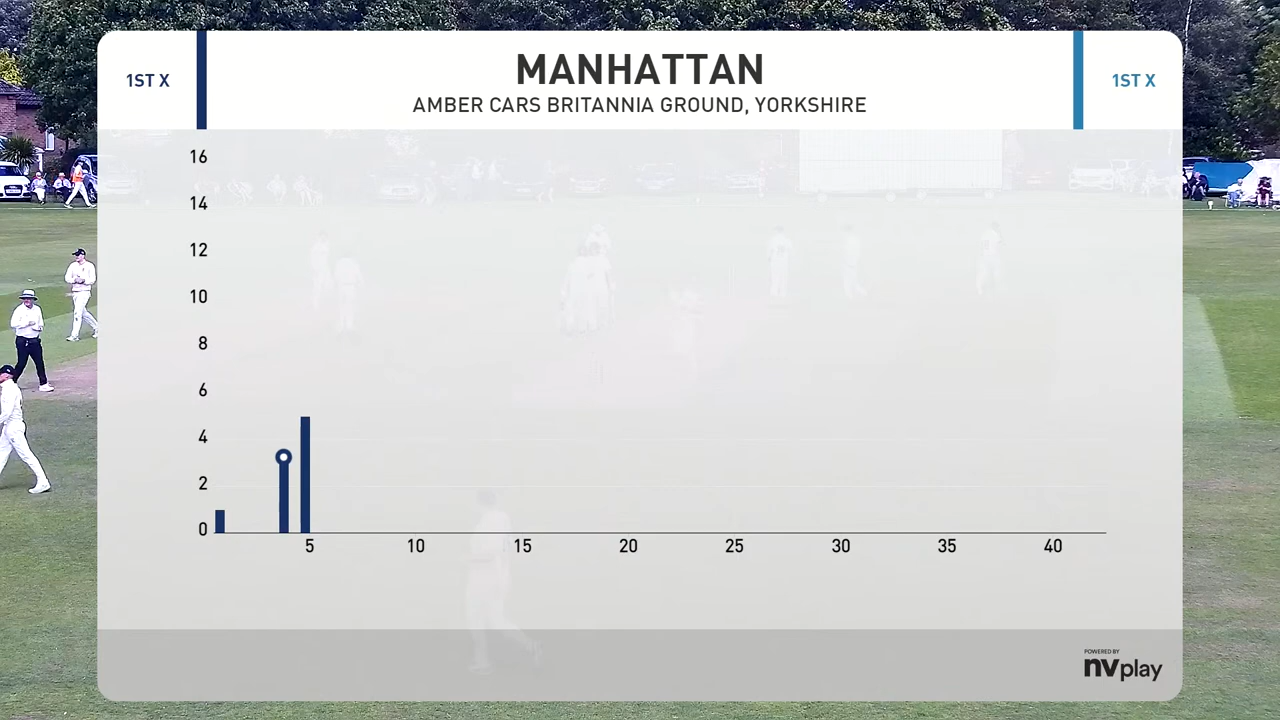 1ST X
MANHATTAN
AMBER CARS BRITANNIA GROUND, YORKSHIRE
1ST X
16
14
12
10
8
6
4
2
0
5 10 15 20 25 30 35 40
POWERED BY
nvplay